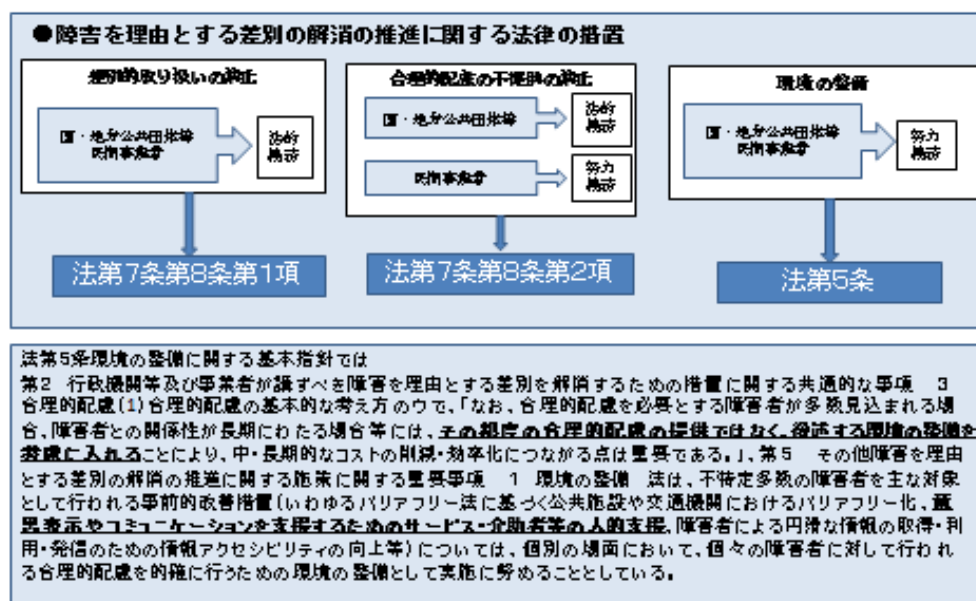 ●障害を理由とする差別の解消の推進に関する法律の措置
差別的取り扱いの禁止
国・地方公共団体等
民間事業者
法的
義務
法第7条第8条第1項
合理的配慮の不提供の禁止
国・地方公共団体等
法的
義務
民間事業者
努力
義務
法第7条第8条第2項
環境の整備
国・地方公共団体等
民間事業者
努力
義務
法第5条
法第5条環境の整備に関する基本指針では
第2 行政機関等及び事業者が講ずべき障害を理由とする差別を解消するための措置に関する共通的な事項 3
合理的配慮(1)合理的配慮の基本的な考え方のウで、「なお、合理的配慮を必要とする障害者が多数見込まれる場
合、障害者との関係性が長期にわたる場合等には、その都度の合理的配慮の提供ではなく、後述する環境の整備を
考慮に入れることにより、中・長期的なコストの削減・効率化につながる点は重要である。」、第5 その他障害を理由
とする差別の解消の推進に関する施策に関する重要事項 1 環境の整備 法は、不特定多数の障害者を主な対象
として行われる事前的改善措置(いわゆるバリアフリー法に基づく公共施設や交通機関におけるバリアフリー化、意
思表示やコミュニケーションを支援するためのサービス・介助者等の人的支援、障害者による円滑な情報の取得・利
用・発信のための情報アクセシビリティの向上等)については、個別の場面において、個々の障害者に対して行われ
る合理的配慮を的確に行うための環境の整備として実施に努めることとしている。